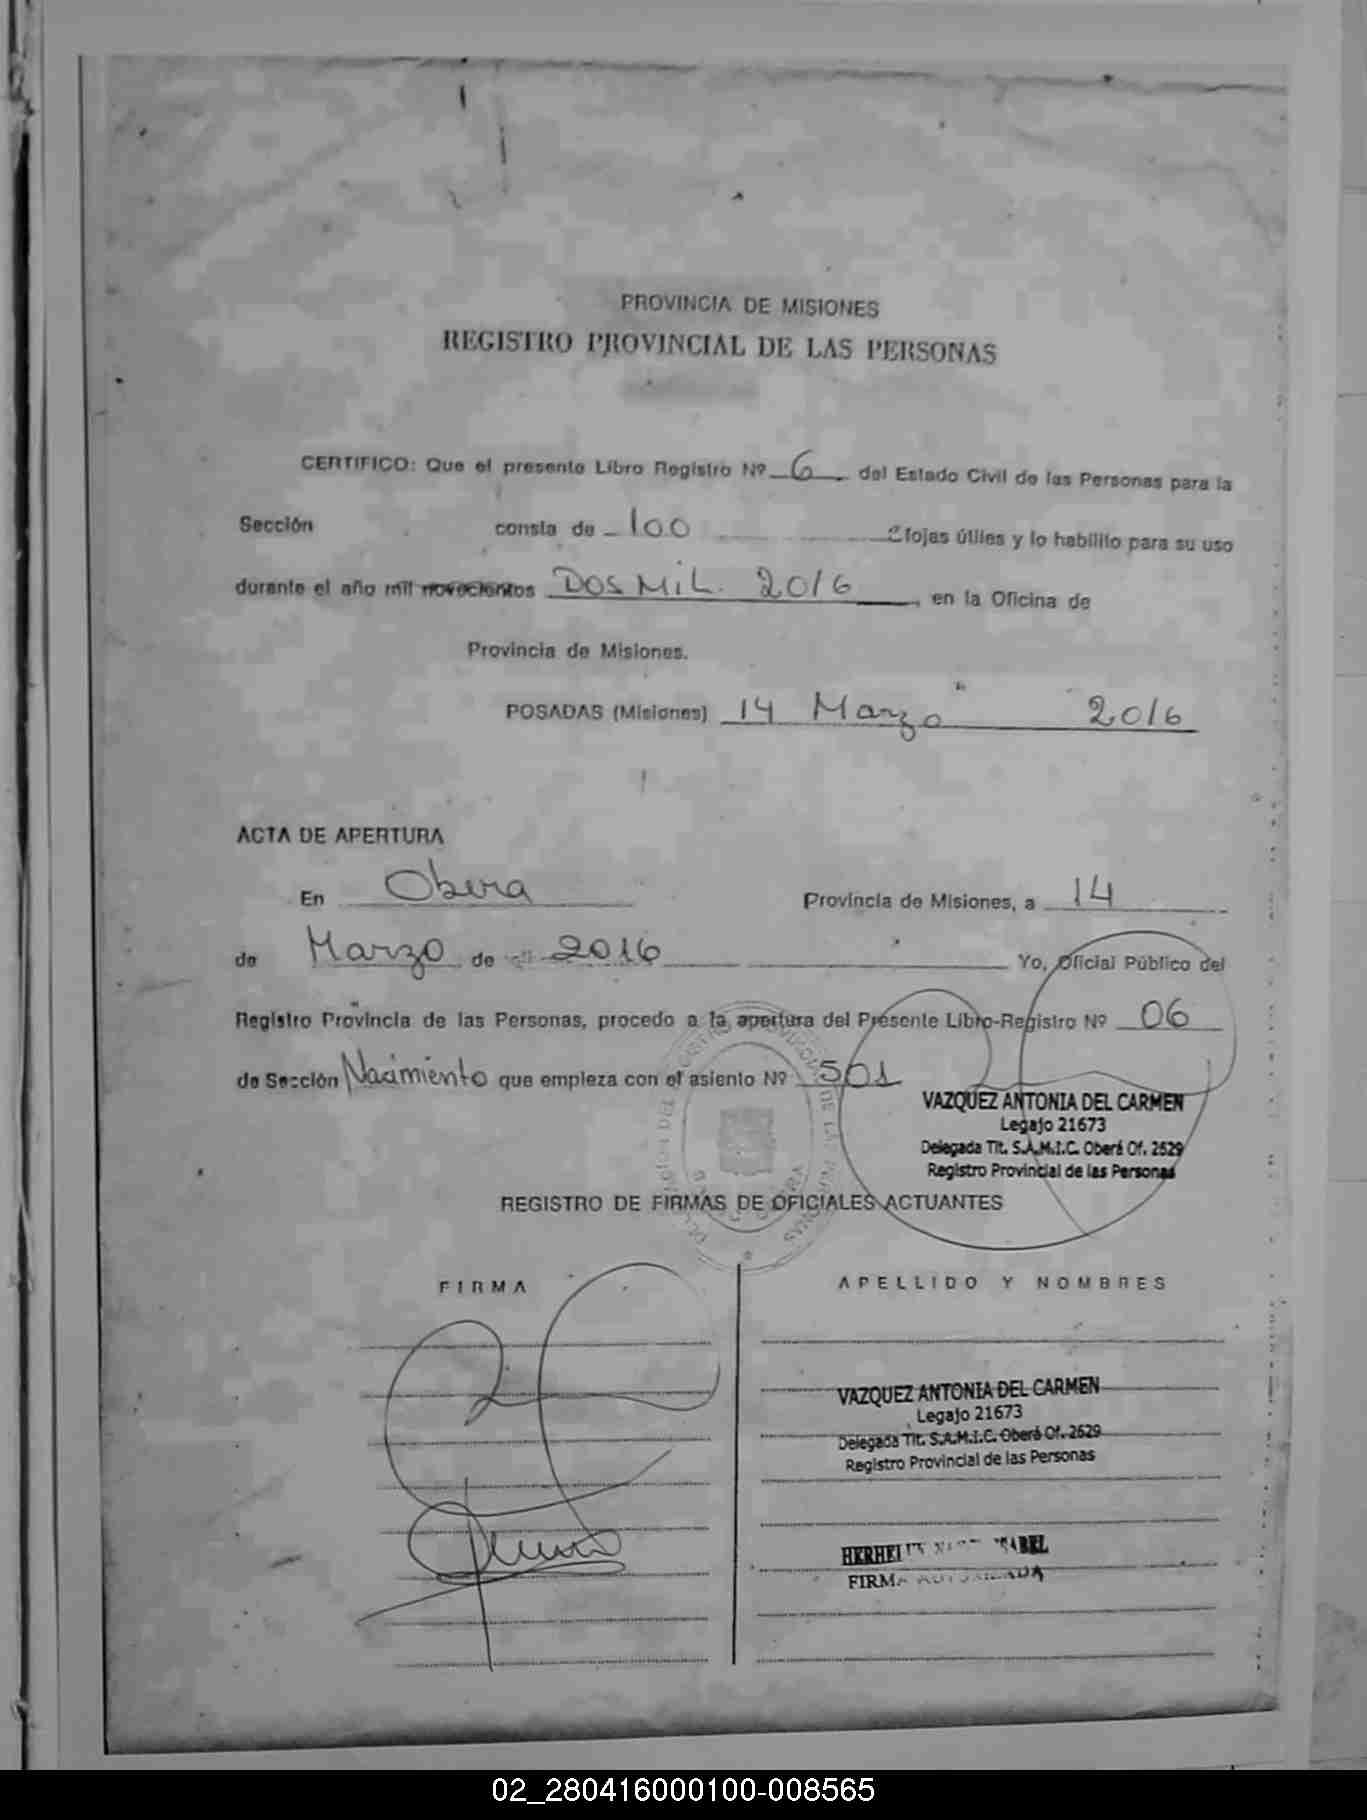 PROVINCIA DE MISIONES
REGISTRO PROVINCIAL DE LAS PERSONAS
CERTIFICO: Que el presente Libro Registro Nº 6 del Estado Civil de las Personas para la
Sección consta de 100 fojas útiles y lo habilito para su uso
durante el año mil novecientos DOS MIL. 2016, en la Oficina de
Provincia de Misiones.
POSADAS (Misiones) 14 Marzo 2016
ACTA DE APERTURA
En Obera Provincia de Misiones, a 14
de Marzo de 2016 Yo, Oficial Público del
Registro Provincia de las Personas, procedo a la apertura del Presente Libro-Registro Nº 06
de Sección Nacimiento que empieza con el asiento Nº 501
VAZQUEZ ANTONIA DEL CARMEN
Legajo 21673
Delegada Tit. S.A.M.I.C. Oberá Of. 2629
Registro Provincial de las Personas
REGISTRO DE FIRMAS DE OFICIALES ACTUANTES
FIRMA APELLIDO Y NOMBRES
VAZQUEZ ANTONIA DEL CARMEN
Legajo 21673
Delegada Tit. S.A.M.I.C. Oberá Of. 2629
Registro Provincial de las Personas
FIRMA
02_280416000100-008565